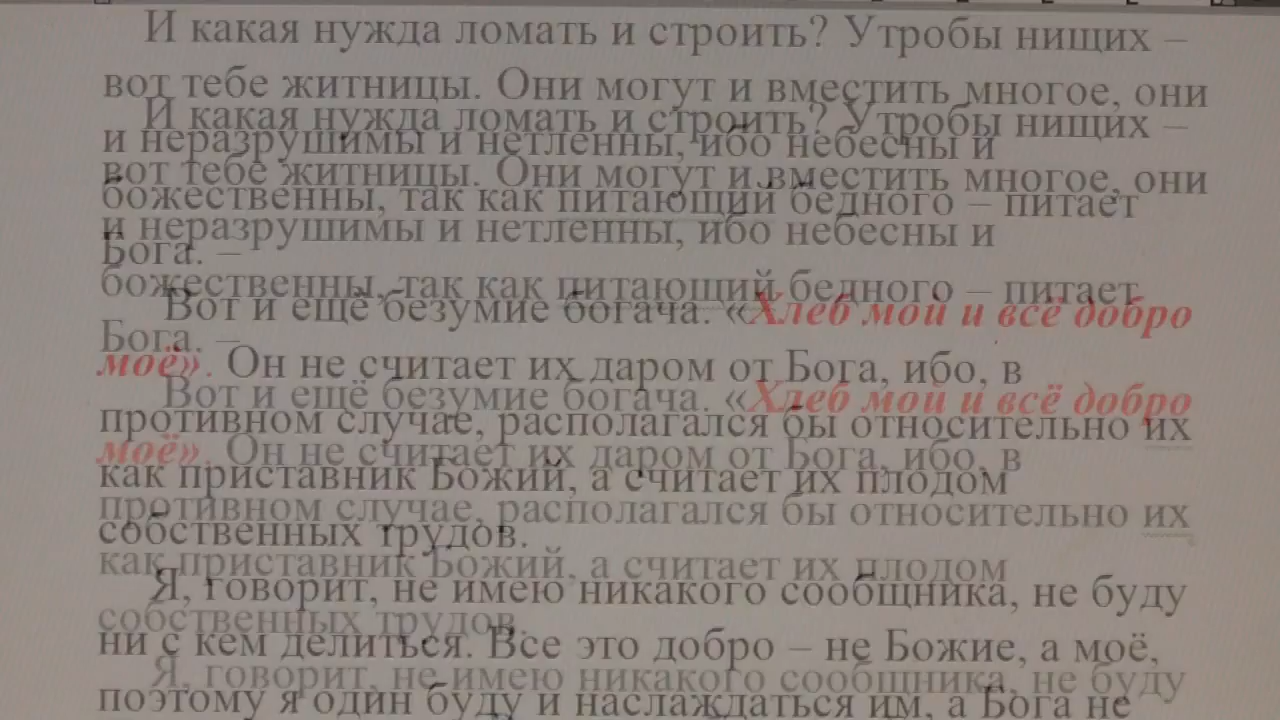 И какая нужда ломать и строить? Утробы нищих –
вот тебе житницы. Они могут и вместить многое, они
и неразрушимы и нетленны, ибо небесны и
божественны, так как питающий бедного – питает
Бога. –
Вот и ещё безумие богача. «Хлеб мой и всё добро
моё». Он не считает их даром от Бога, ибо, в
противном случае, располагался бы относительно их
как приставник Божий, а считает их плодом
собственных трудов.
Я, говорит, не имею никакого сообщника, не буду
ни с кем делиться. Все это добро – не Божие, а моё,
поэтому я один буду и наслаждаться им, а Бога не